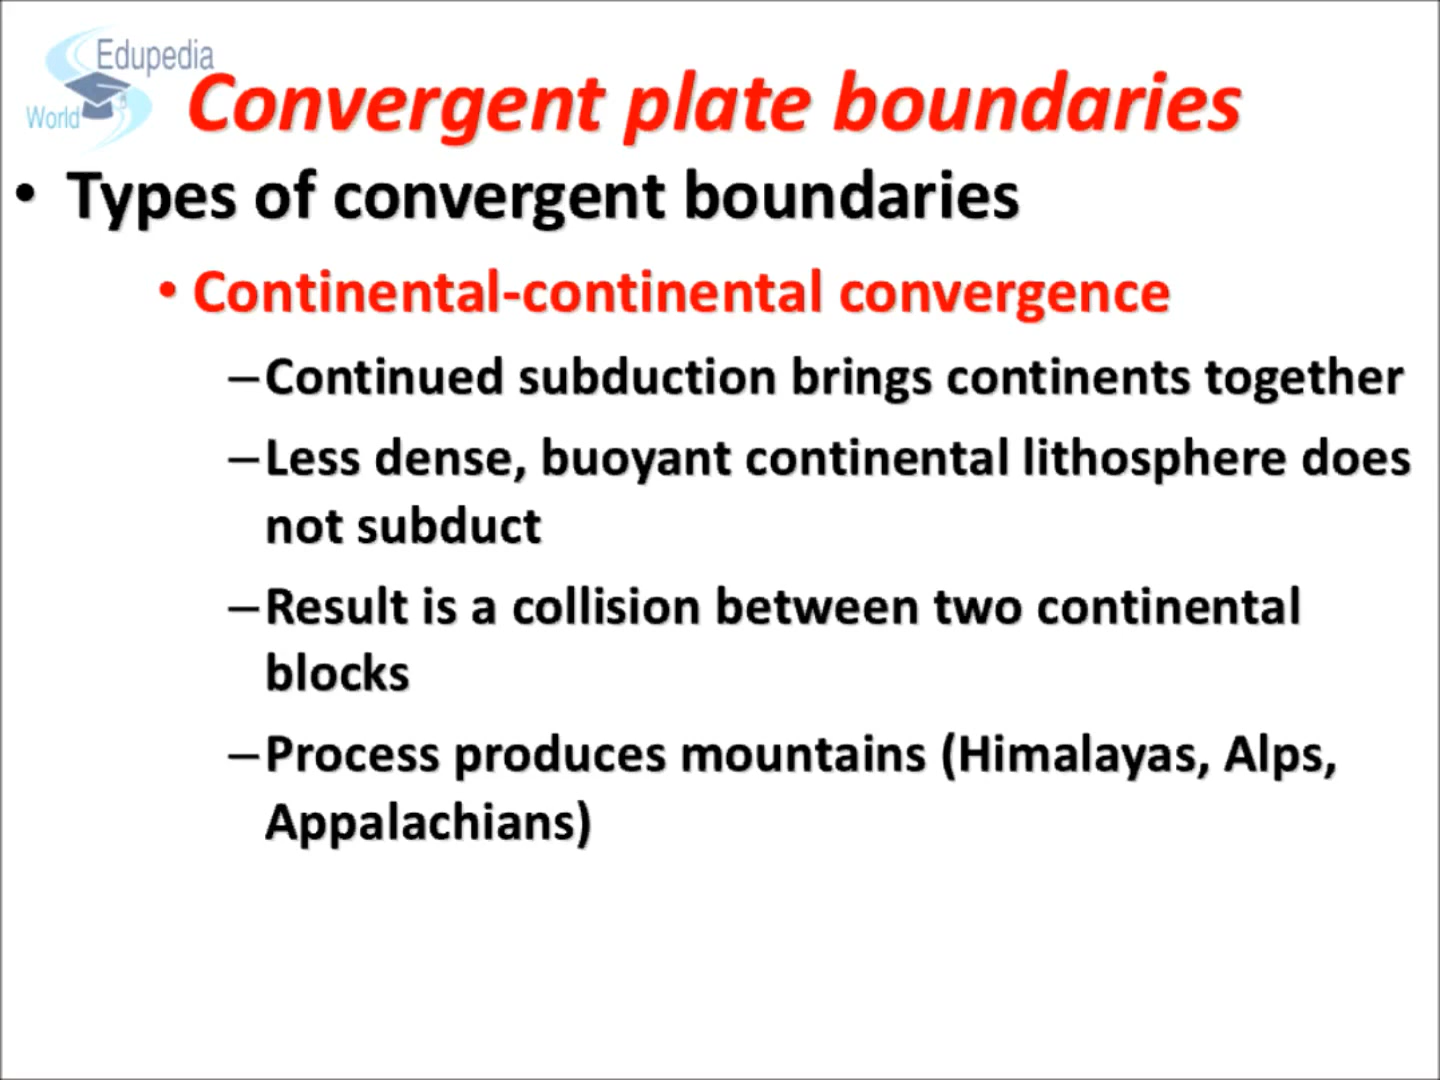 Edupedia
World
Convergent plate boundaries
• Types of convergent boundaries
• Continental-continental convergence
–Continued subduction brings continents together
–Less dense, buoyant continental lithosphere does
not subduct
–Result is a collision between two continental
blocks
–Process produces mountains (Himalayas, Alps,
Appalachians)